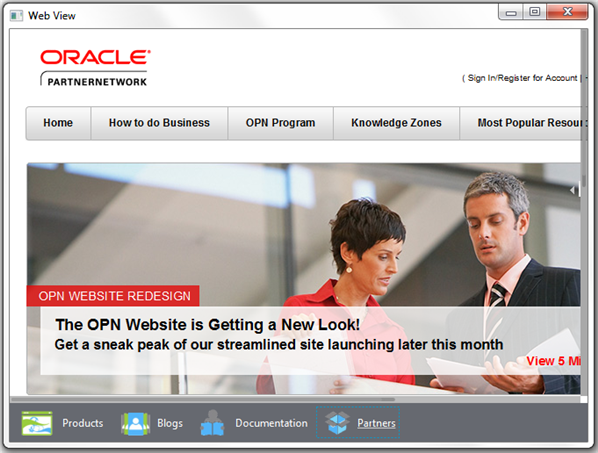 Web View
ORACLE
PARTNERNETWORK
( Sign In/Register for Account |
Home How to do Business OPN Program Knowledge Zones Most Popular Resour
OPN WEBSITE REDESIGN
The OPN Website is Getting a New Look!
Get a sneak peak of our streamlined site launching later this month
View 5 Mi
Products Blogs Documentation Partners